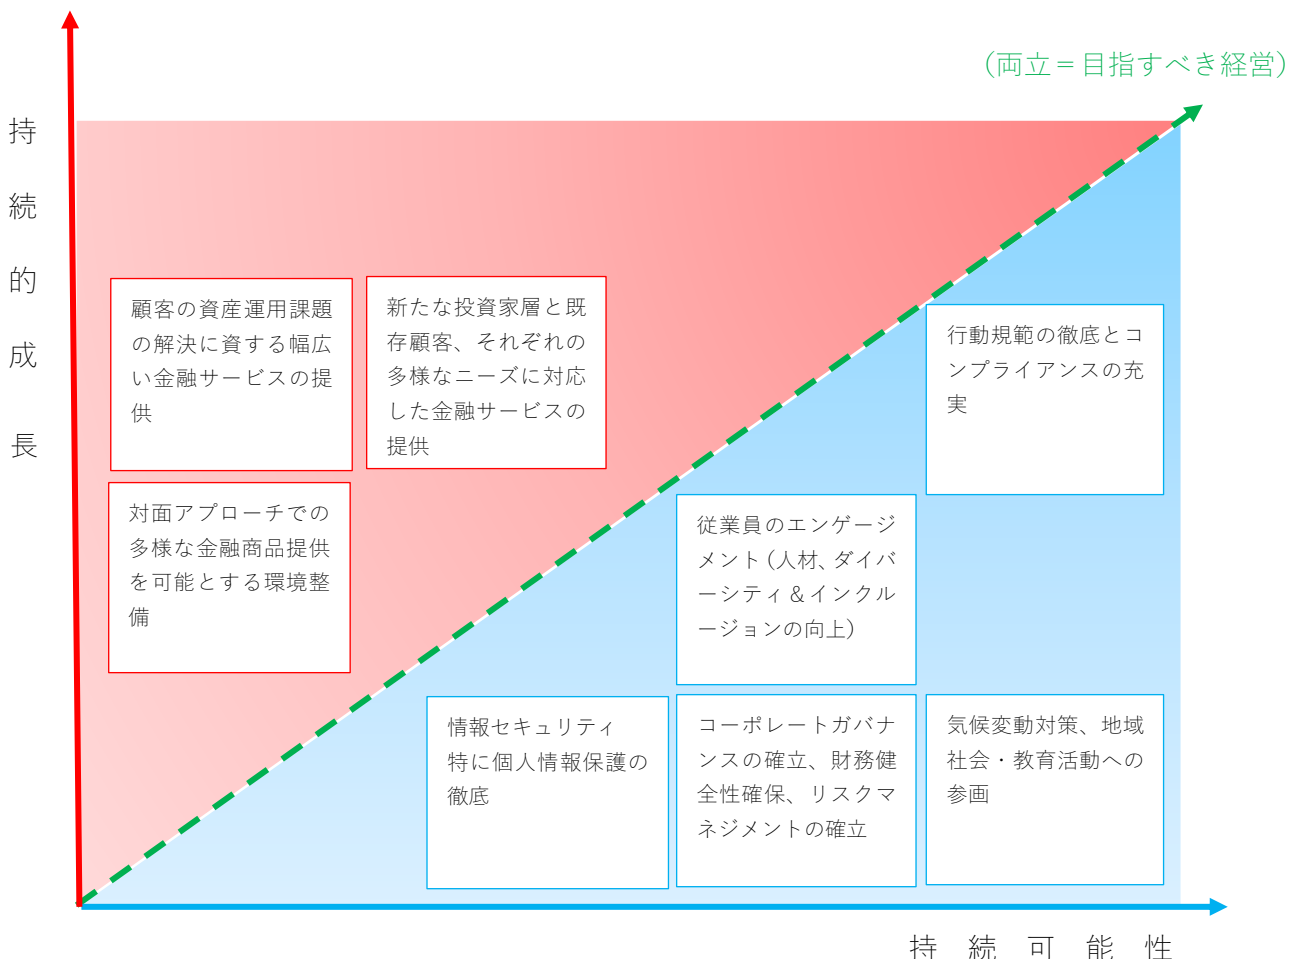 (両立=目指すべき経営)
持
続
的
成
長
顧客の資産運用課題
の解決に資する幅広
い金融サービスの提
供
新たな投資家層と既
存顧客、それぞれの
多様なニーズに対応
した金融サービスの
提供
対面アプローチでの
多様な金融商品提供
を可能とする環境整
備
行動規範の徹底とコ
ンプライアンスの充
実
従業員のエンゲージ
メント(人材、ダイバ
ーシティ&インクル
ージョンの向上)
情報セキュリティ
特に個人情報保護の
徹底
コーポレートガバナ
ンスの確立、財務健
全性確保、リスクマ
ネジメントの確立
気候変動対策、地域
社会・教育活動への
参画
持続可能性